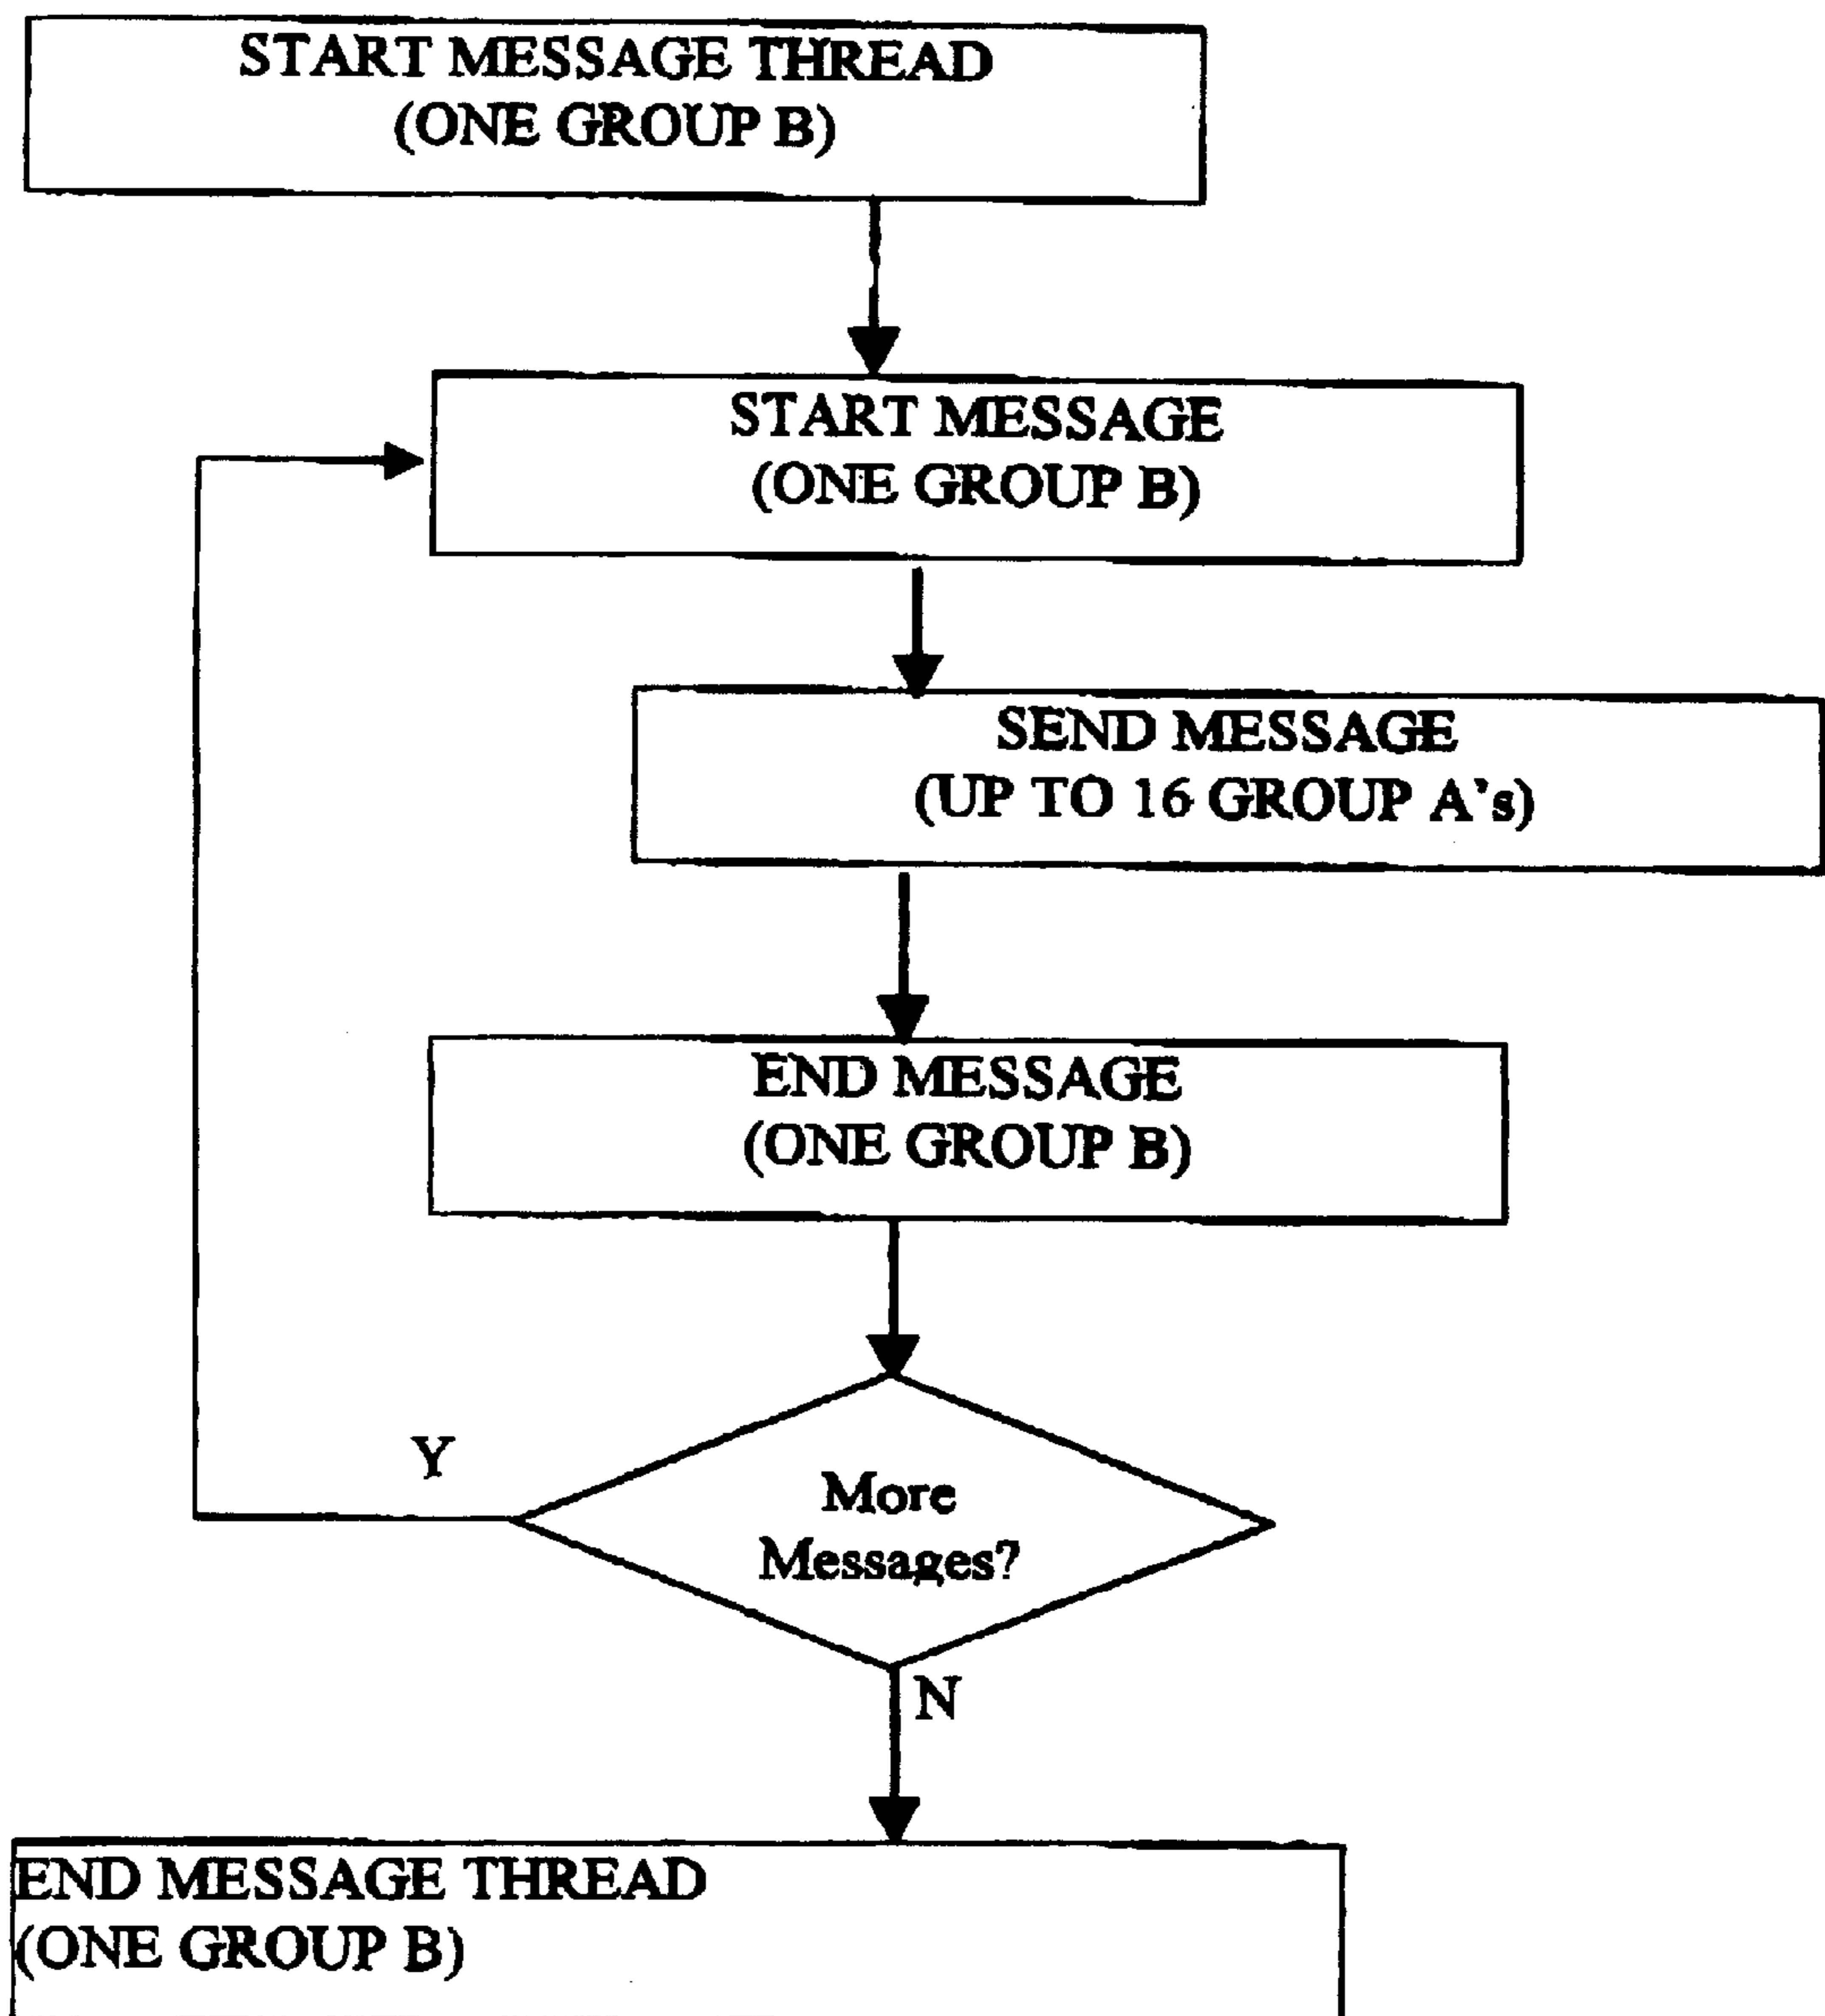 START MESSAGE THREAD
(ONE GROUP B)
START MESSAGE
(ONE GROUP B)
SEND MESSAGE
(UP TO 16 GROUP A's)
END MESSAGE
(ONE GROUP B)
Y
More
Messages?
N
END MESSAGE THREAD
(ONE GROUP B)